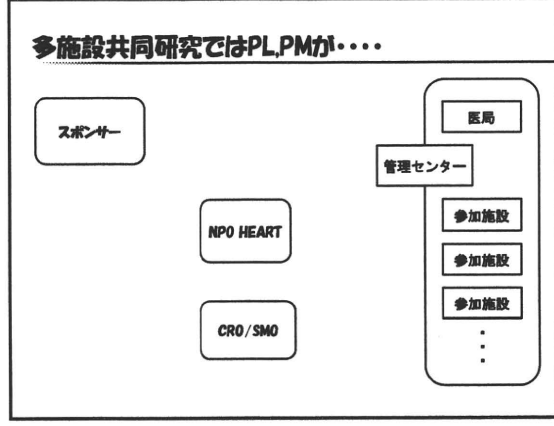 多施設共同研究ではPL,PMが・・・・
スポンサー
医局
管理センター
NPO HEART
参加施設
参加施設
CRO/SMO
参加施設